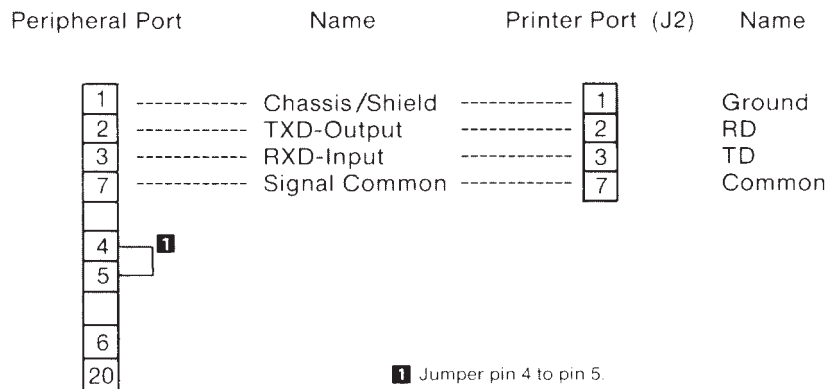 Peripheral Port Name Printer Port (J2) Name
1 Chassis/Shield 1 Ground
2 TXD-Output 2 RD
3 RXD-Input 3 TD
7 Signal Common 7 Common
4 1
5
6
20
1 Jumper pin 4 to pin 5.